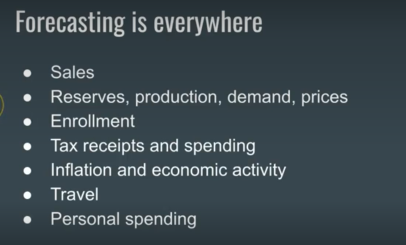 Forecasting is everywhere
● Sales
● Reserves, production, demand, prices
● Enrollment
● Tax receipts and spending
● Inflation and economic activity
● Travel
● Personal spending